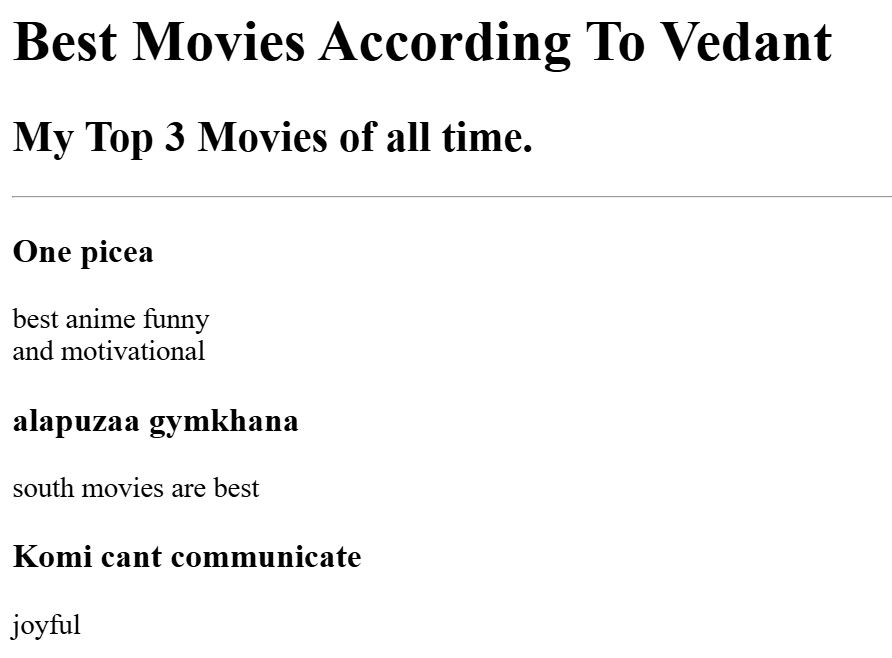 Best Movies According To Vedant
My Top 3 Movies of all time.
One picea
best anime funny
and motivational
alapuzaa gymkhana
south movies are best
Komi cant communicate
joyful